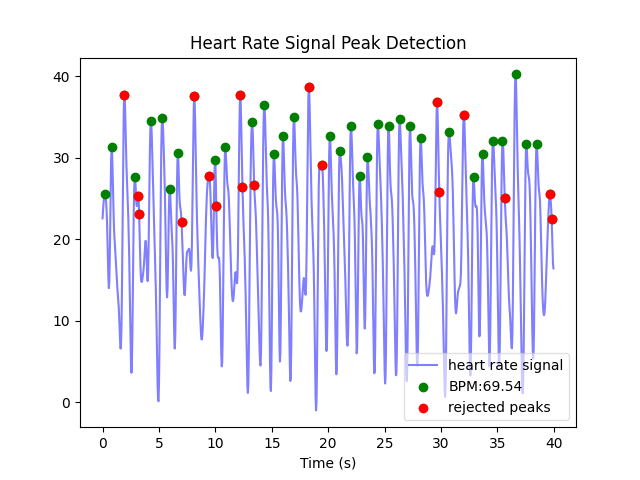 Heart Rate Signal Peak Detection
40
30
20
10
0
heart rate signal
BPM:69.54
rejected peaks
0 5 10 15 20 25 30 35 40
Time (s)